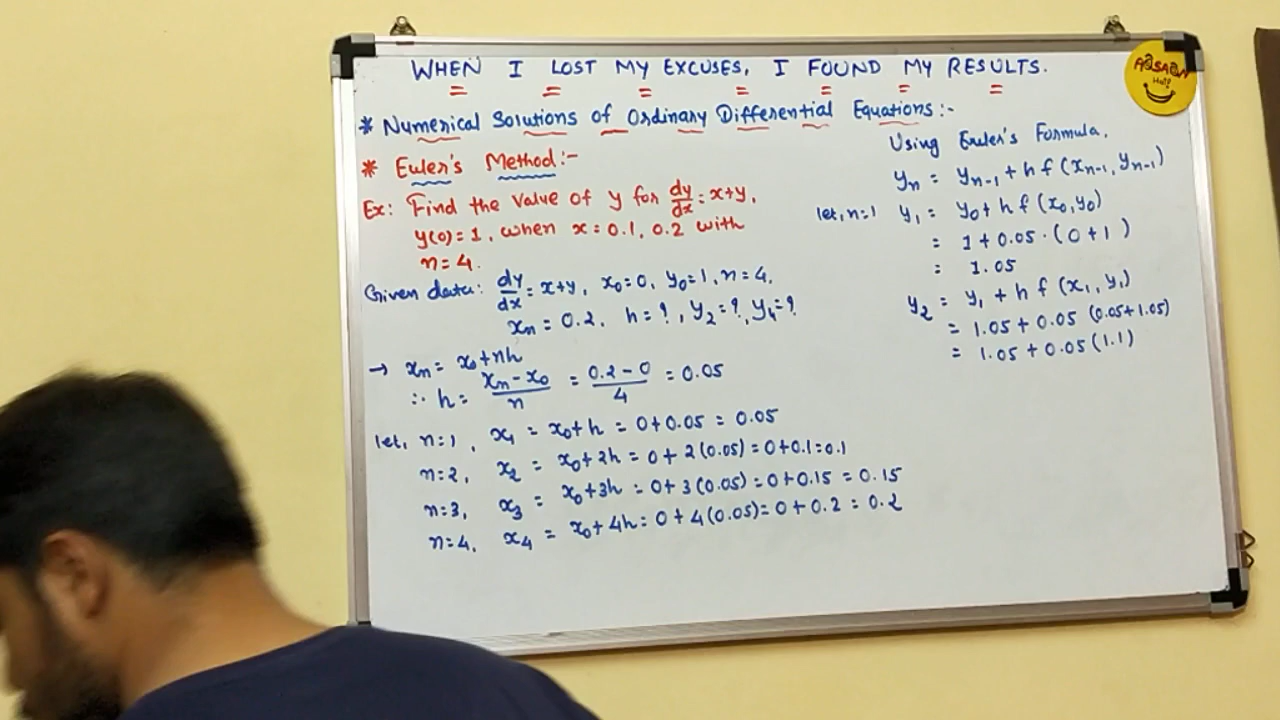 WHEN I LOST MY EXCUSES, I FOUND MY RESULTS.
* Numerical Solutions of Ordinary Differential Equations:-
* Euler's Method:-
Ex: Find the value of y for dy/dx = x+y,
y(0)=1, when x=0.1, 0.2 with
n=4.
Given data: dy/dx = x+y, x₀=0, y₀=1, n=4,
xₙ = 0.2, h=?, y₂=?, y₄=?
→ xₙ = x₀+nh
∴ h = (xₙ-x₀)/n = (0.2-0)/4 = 0.05
let, n=1, x₁ = x₀+h = 0+0.05 = 0.05
n=2, x₂ = x₀+2h = 0+2(0.05)=0+0.1=0.1
n=3, x₃ = x₀+3h = 0+3(0.05)=0+0.15=0.15
n=4, x₄ = x₀+4h = 0+4(0.05)=0+0.2=0.2
Using Euler's Formula,
yₙ = yₙ₋₁+h f(xₙ₋₁, yₙ₋₁)
let, n=1 y₁ = y₀+h f(x₀,y₀)
= 1+0.05·(0+1)
= 1.05
y₂ = y₁+h f(x₁,y₁)
= 1.05+0.05(0.05+1.05)
= 1.05+0.05(1.1)